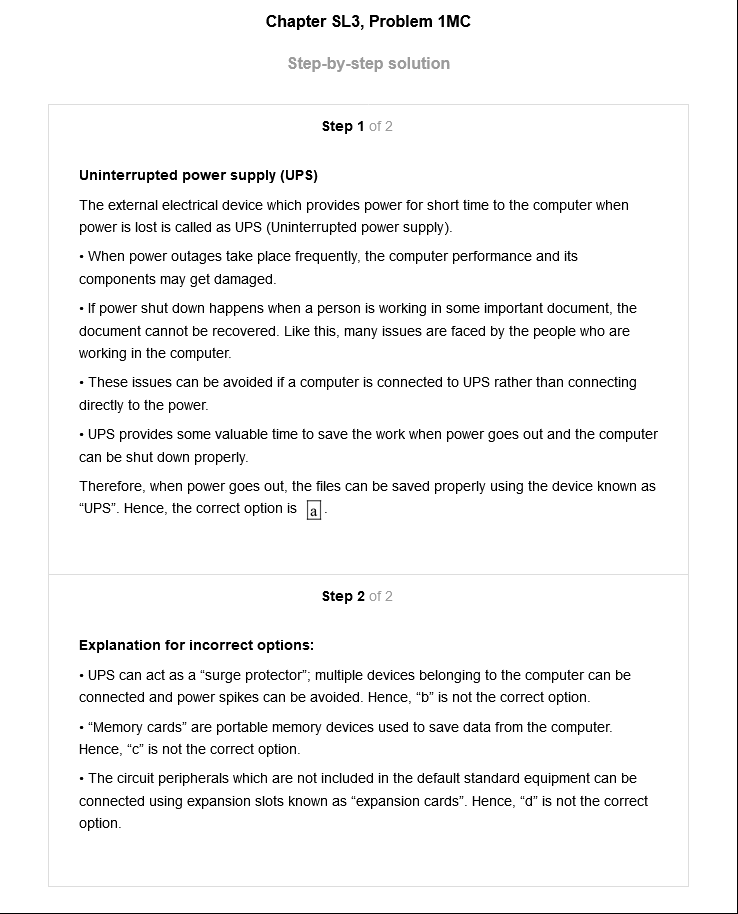 Chapter SL3, Problem 1MC
Step-by-step solution
Step 1 of 2
Uninterrupted power supply (UPS)
The external electrical device which provides power for short time to the computer when
power is lost is called as UPS (Uninterrupted power supply).
• When power outages take place frequently, the computer performance and its
components may get damaged.
• If power shut down happens when a person is working in some important document, the
document cannot be recovered. Like this, many issues are faced by the people who are
working in the computer.
• These issues can be avoided if a computer is connected to UPS rather than connecting
directly to the power.
• UPS provides some valuable time to save the work when power goes out and the computer
can be shut down properly.
Therefore, when power goes out, the files can be saved properly using the device known as
“UPS”. Hence, the correct option is a.
Step 2 of 2
Explanation for incorrect options:
• UPS can act as a “surge protector”; multiple devices belonging to the computer can be
connected and power spikes can be avoided. Hence, “b” is not the correct option.
• “Memory cards” are portable memory devices used to save data from the computer.
Hence, “c” is not the correct option.
• The circuit peripherals which are not included in the default standard equipment can be
connected using expansion slots known as “expansion cards”. Hence, “d” is not the correct
option.